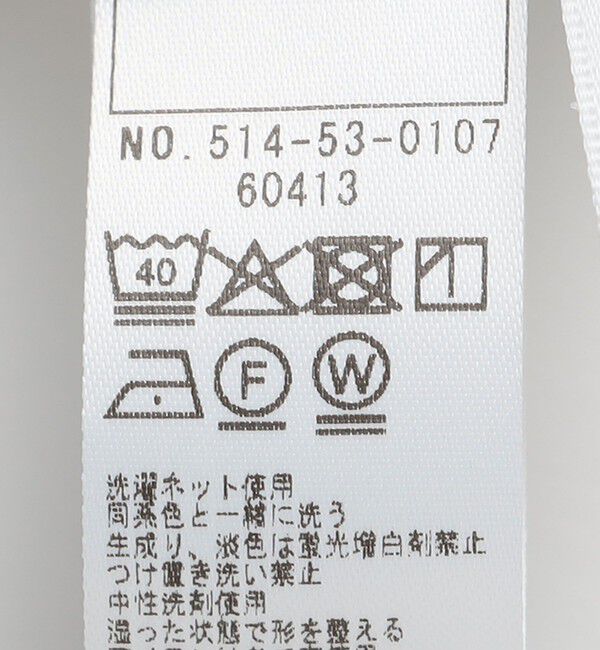 NO. 514-53-0107
60413
40
F
W
洗濯ネット使用
同系色と一緒に洗う
生成り、淡色は蛍光増白剤禁止
つけ置き洗い禁止
中性洗剤使用
湿った状態で形を整える